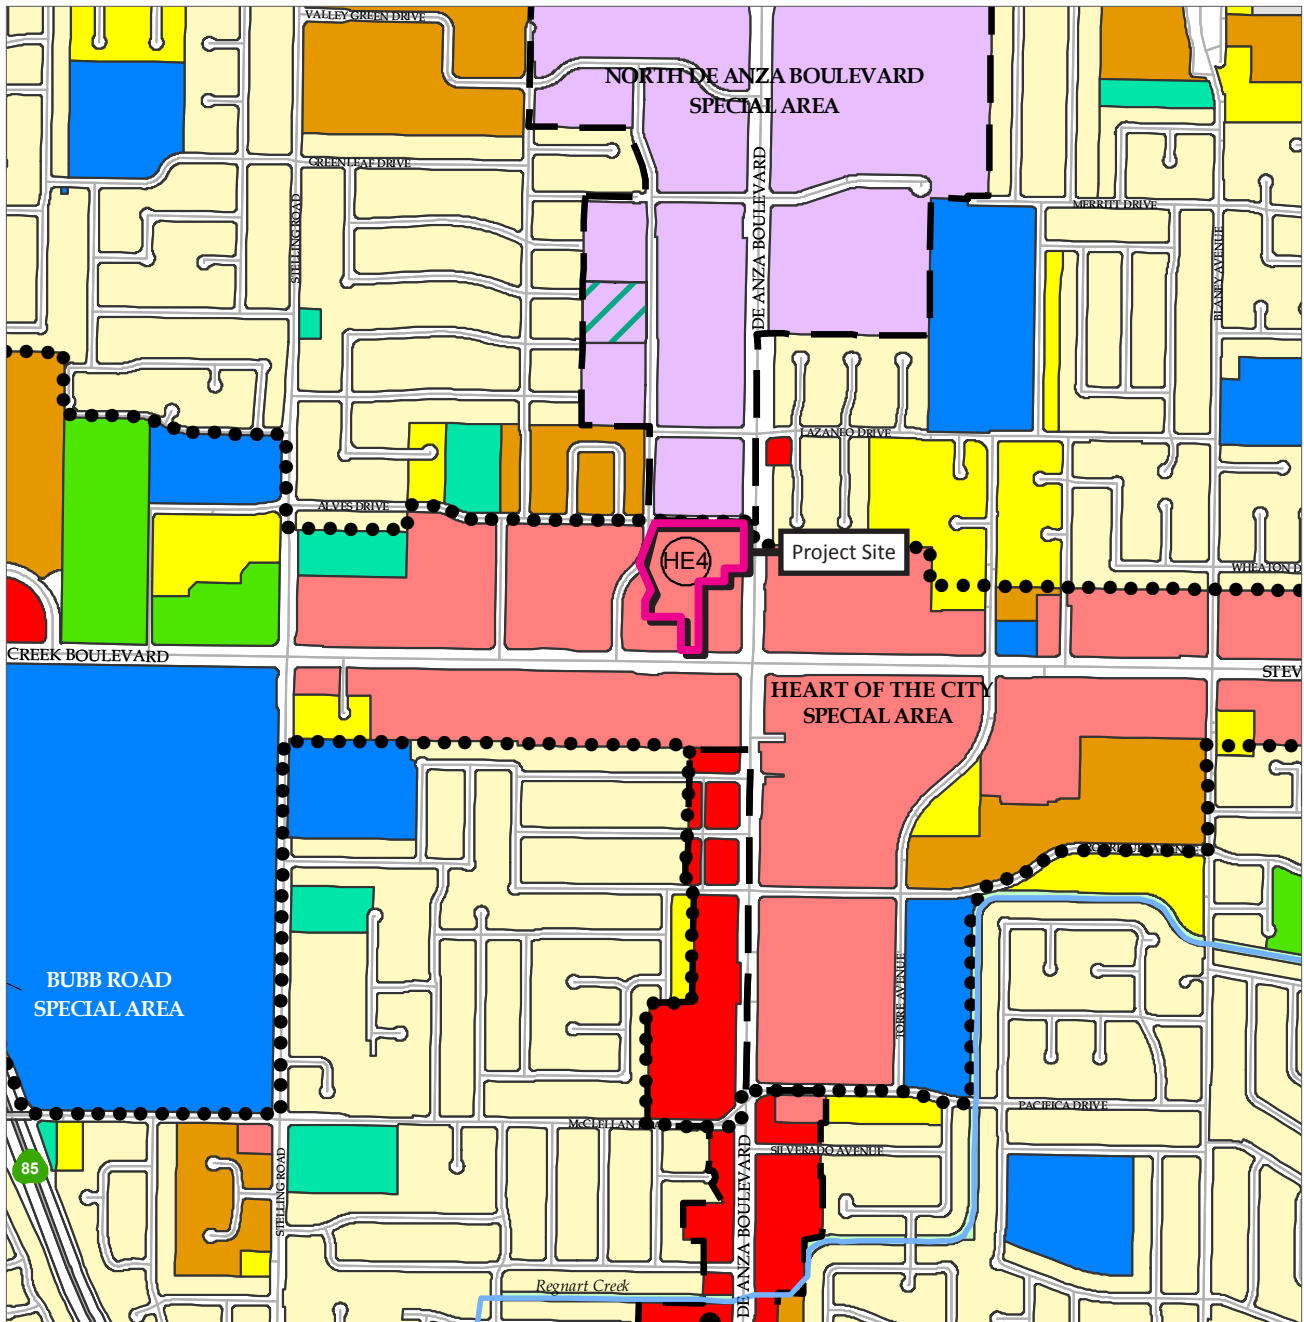 VALLEY GREEN DRIVE
NORTH DE ANZA BOULEVARD
SPECIAL AREA
GREENLEAF DRIVE
STELLING ROAD
DE ANZA BOULEVARD
MERRITT DRIVE
BLANEY AVENUE
LAZANEO DRIVE
ALVES DRIVE
HE4
Project Site
WHEATON D
CREEK BOULEVARD
STEV
HEART OF THE CITY
SPECIAL AREA
BUBB ROAD
SPECIAL AREA
TORRE AVENUE
PACIFICA DRIVE
McCLELLAN
SILVERADO AVENUE
85
STELLING ROAD
DE ANZA BOULEVARD
Regnart Creek